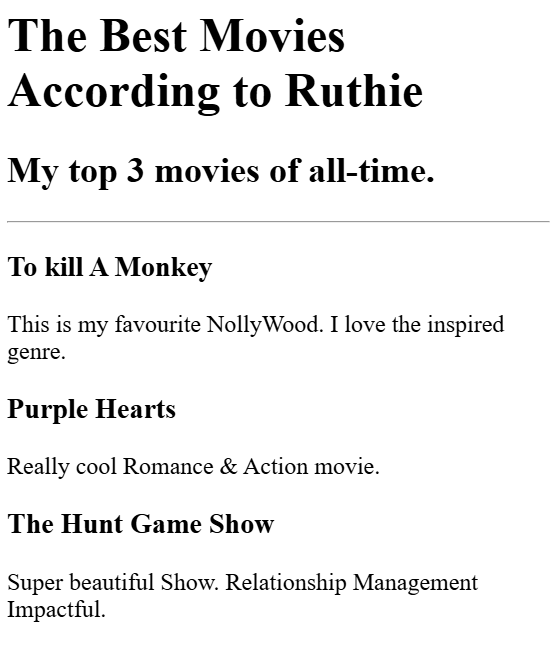 The Best Movies
According to Ruthie
My top 3 movies of all-time.
To kill A Monkey
This is my favourite NollyWood. I love the inspired
genre.
Purple Hearts
Really cool Romance & Action movie.
The Hunt Game Show
Super beautiful Show. Relationship Management
Impactful.